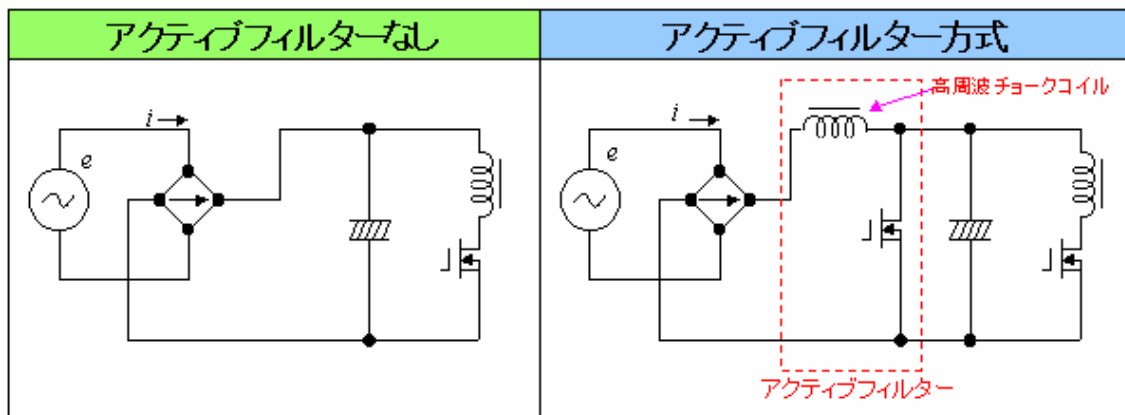 アクティブフィルターなし
アクティブフィルター方式
i
e
i
e
高周波チョークコイル
アクティブフィルター